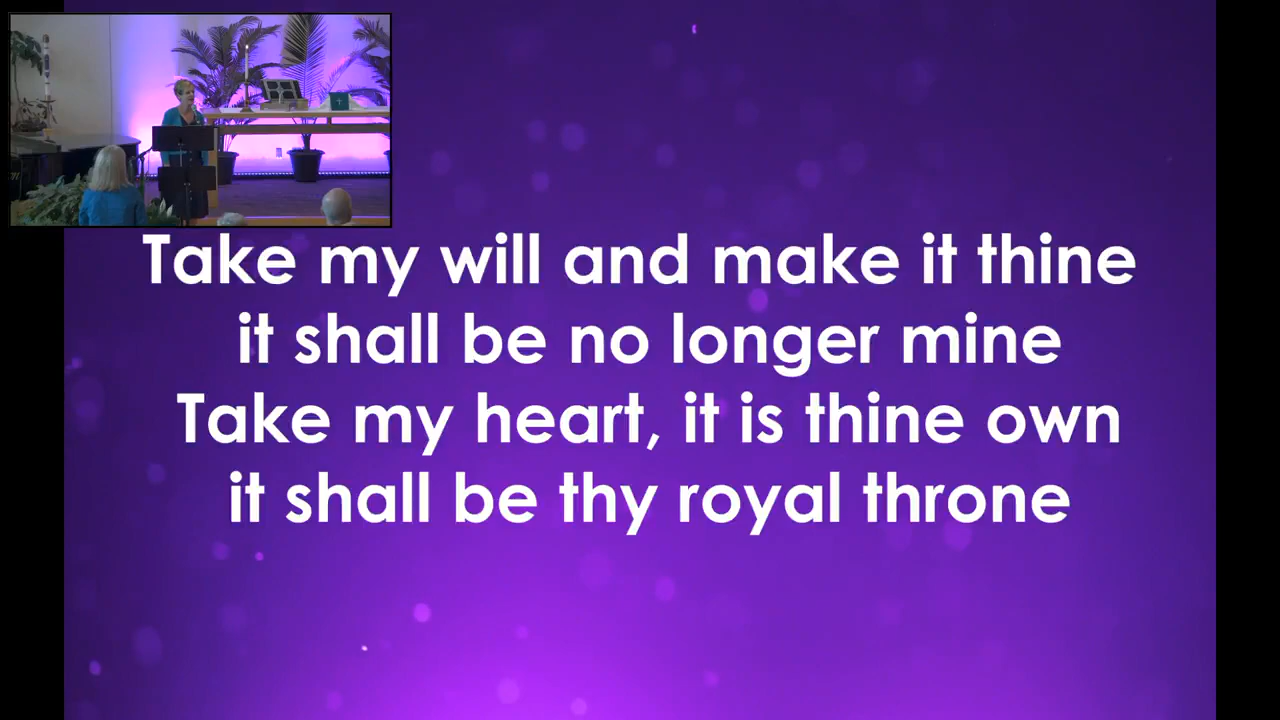 Take my will and make it thine
it shall be no longer mine
Take my heart, it is thine own
it shall be thy royal throne